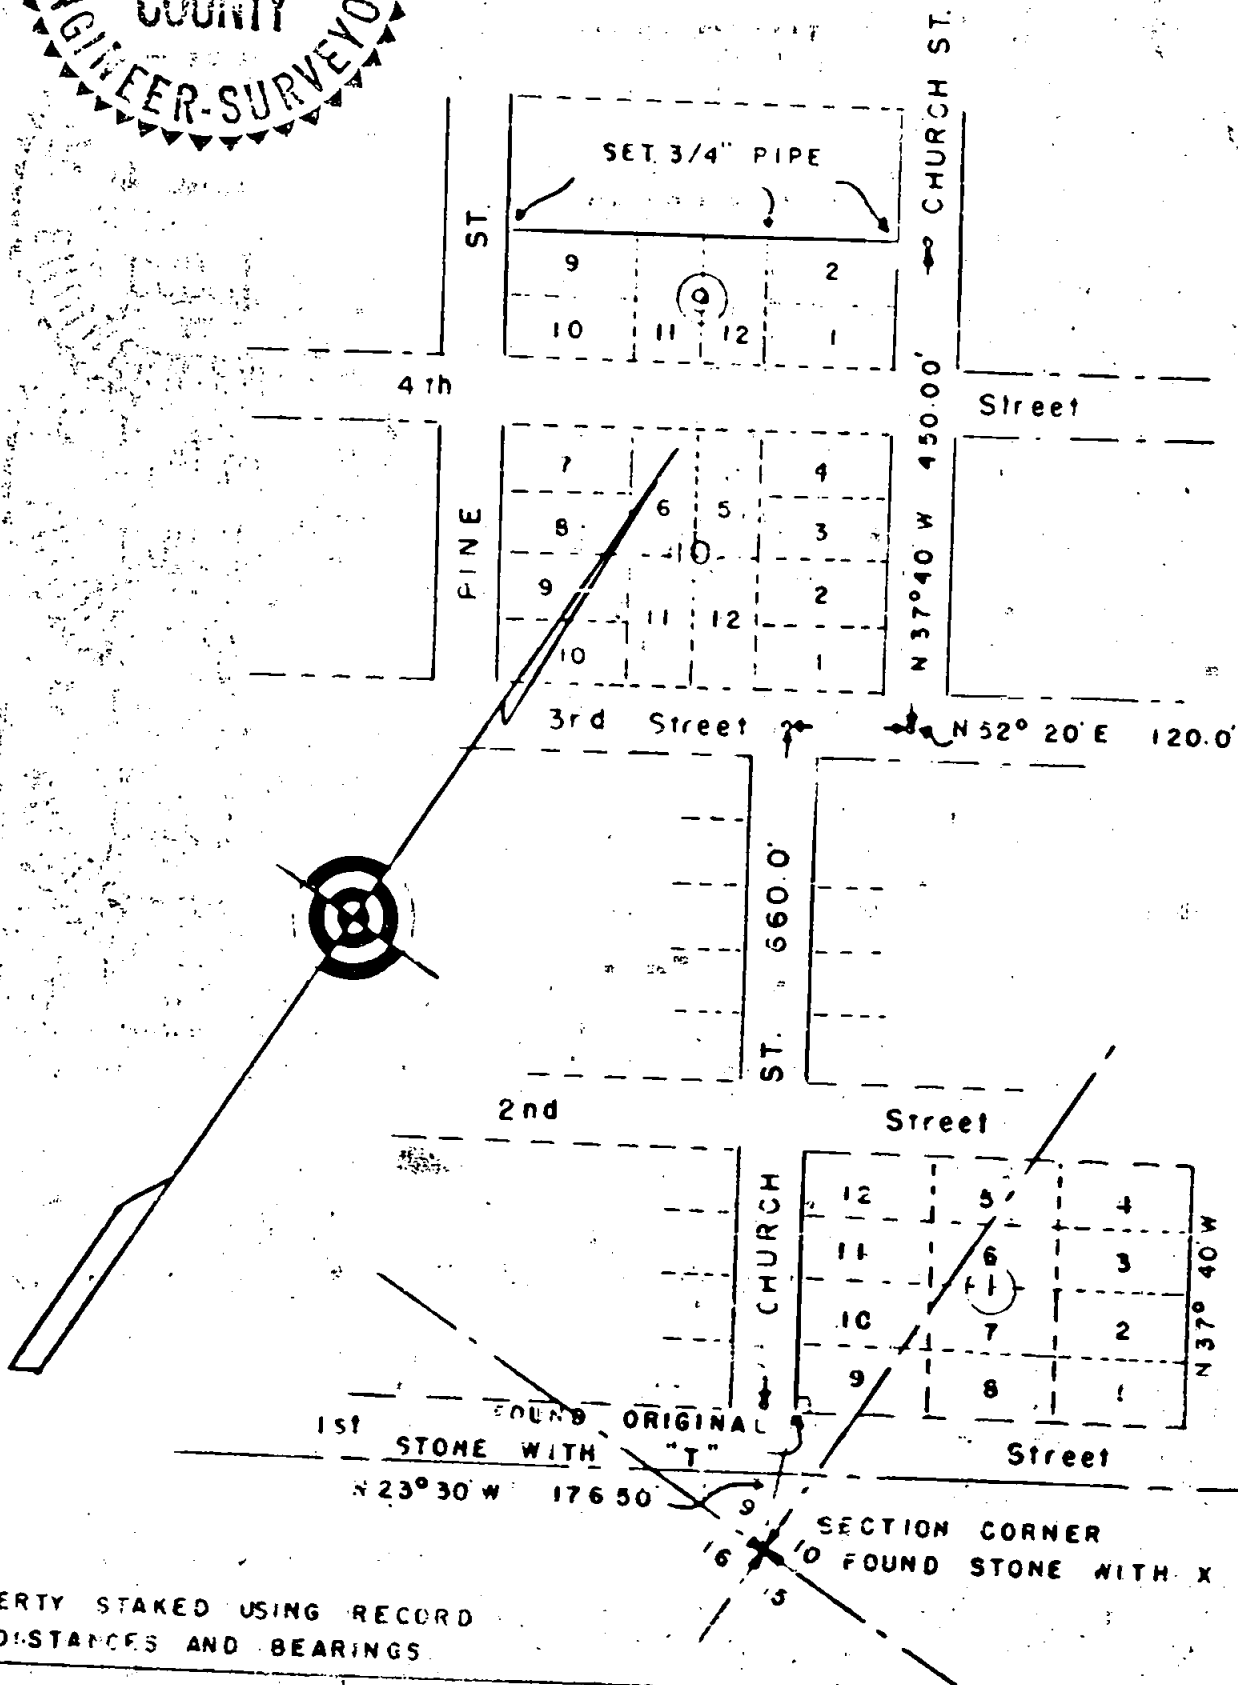 COUNTY
GINEER-SURVEYO
CHURCH ST.
SET 3/4" PIPE
ST.
9
2
10
11
12
1
4th
Street
N 37°40 W 450.00'
7
4
6
5
8
3
PINE
10
9
2
11
12
10
1
3rd Street
N 52° 20' E 120.0'
660.0'
ST.
2nd
Street
12
5
4
11
6
3
CHURCH
N 37° 40' W
10
7
2
9
8
1
1st
FOUND ORIGINAL
STONE WITH "T"
Street
N 23° 30' W 176 50'
9
SECTION CORNER
16
10
FOUND STONE WITH X
15
ERTY STAKED USING RECORD
DISTANCES AND BEARINGS